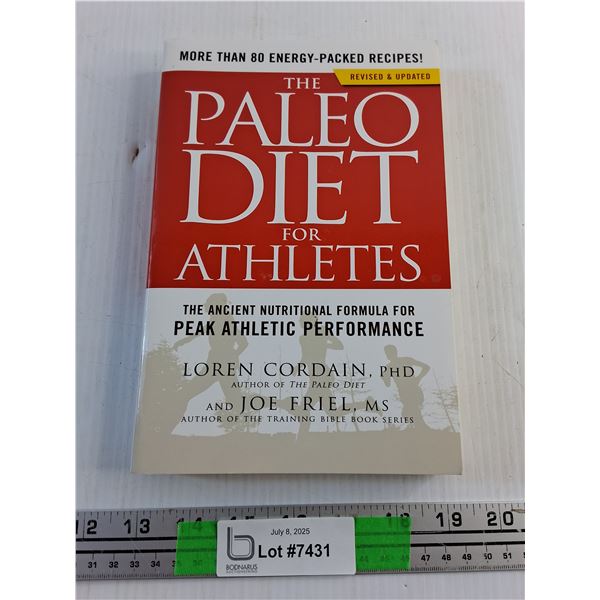 MORE THAN 80 ENERGY-PACKED RECIPES!
REVISED & UPDATED
THE
PALEO
DIET
FOR
ATHLETES
THE ANCIENT NUTRITIONAL FORMULA FOR
PEAK ATHLETIC PERFORMANCE
LOREN CORDAIN, PHD
AUTHOR OF THE PALEO DIET
AND JOE FRIEL, MS
AUTHOR OF THE TRAINING BIBLE BOOK SERIES
12 13 14 15 16 18 19 20
July 8, 2025
b Lot #7431
BODNARUS
AUCTIONEERING
31 32 33 34 35 36 44 46 47 48 49 50 51